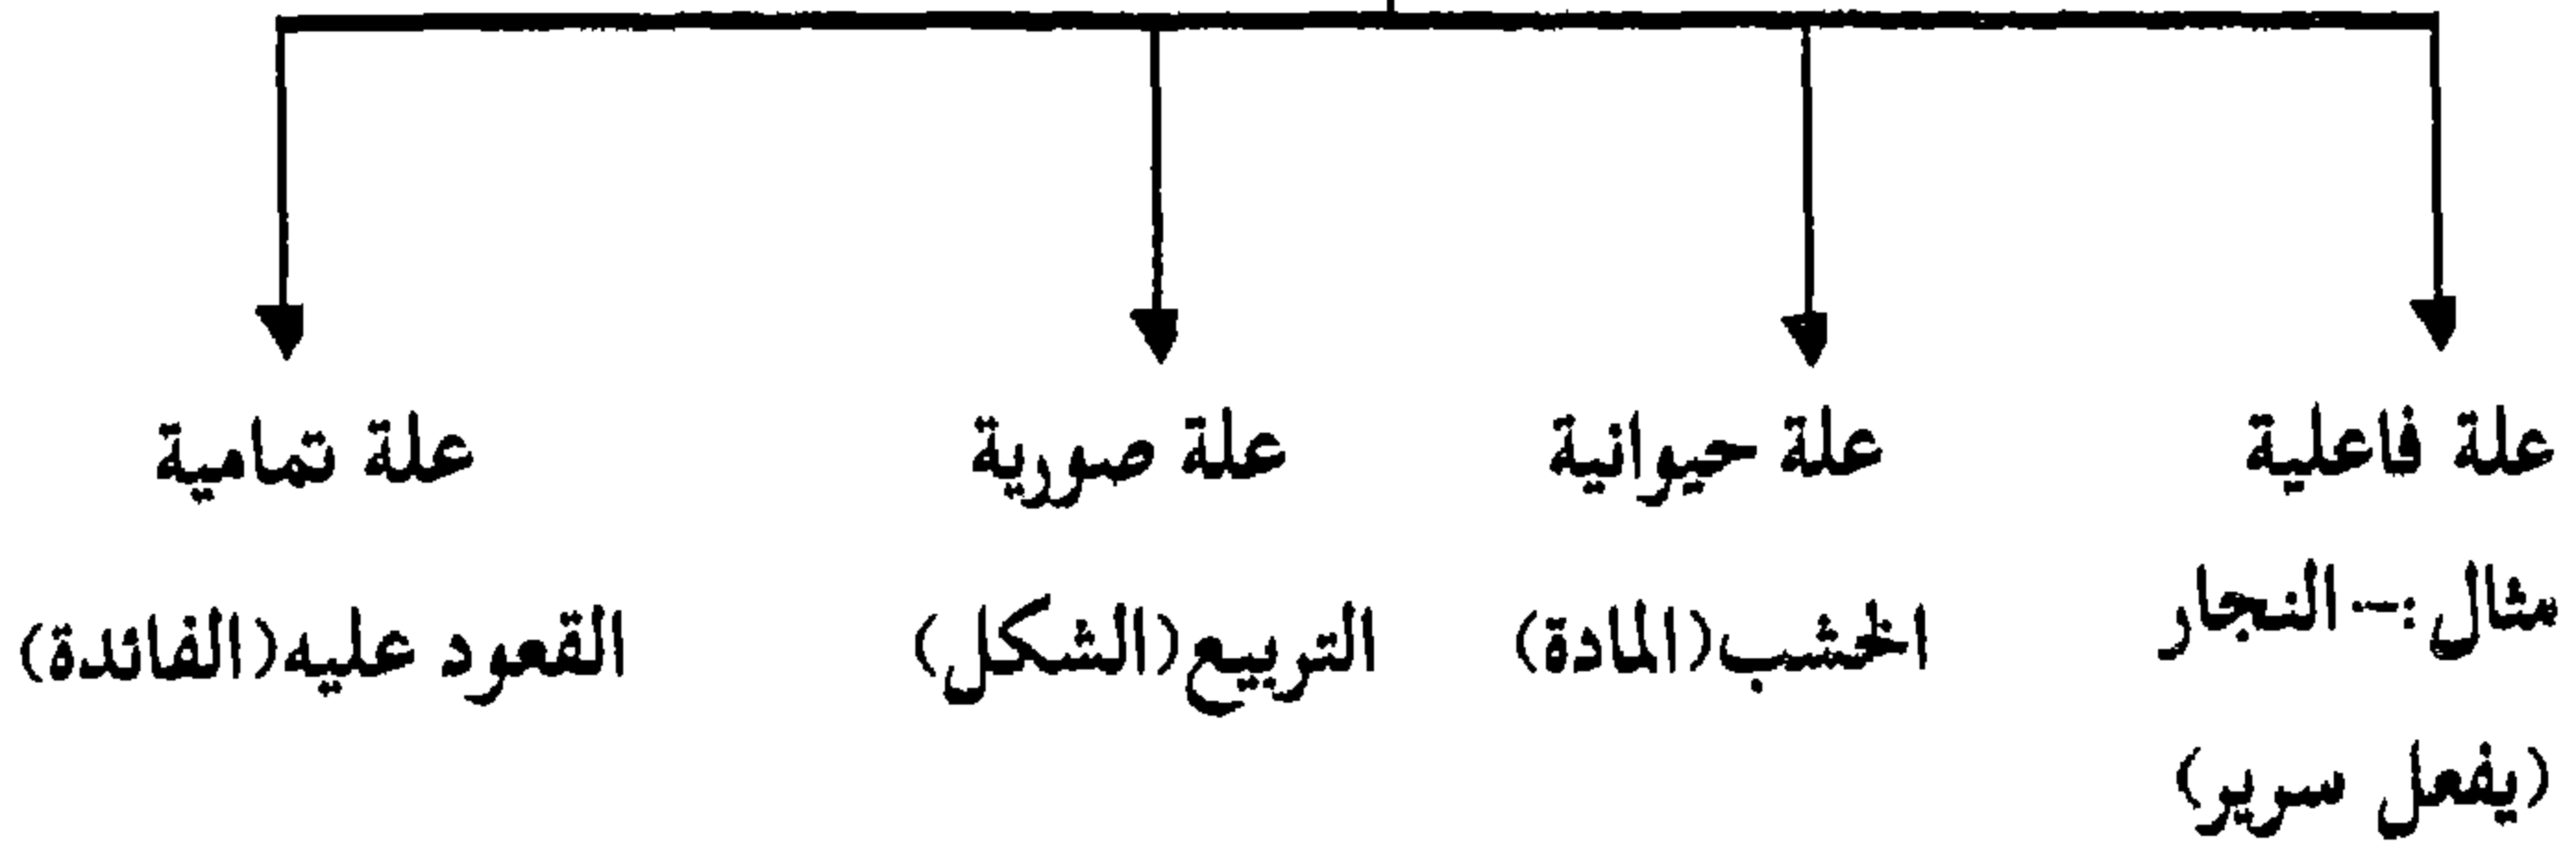 علة فاعلية
مثال :- النجار
(يفعل سرير)
علة حيوانية
الخشب (المادة)
علة صورية
التربيع (الشكل)
علة تمامية
القعود عليه (الفائدة)